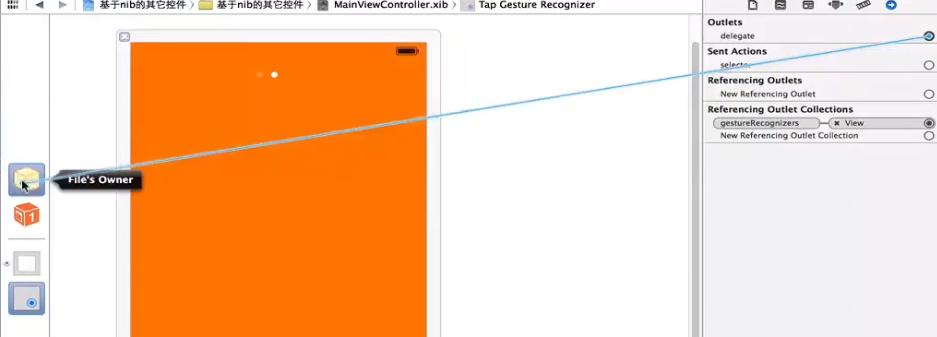 基于nib的其它控件 〉 基于nib的其它控件 〉 MainViewController.xib 〉 Tap Gesture Recognizer
Outlets
delegate
Sent Actions
selector
Referencing Outlets
New Referencing Outlet
Referencing Outlet Collections
gestureRecognizers
View
New Referencing Outlet Collection
File's Owner
1